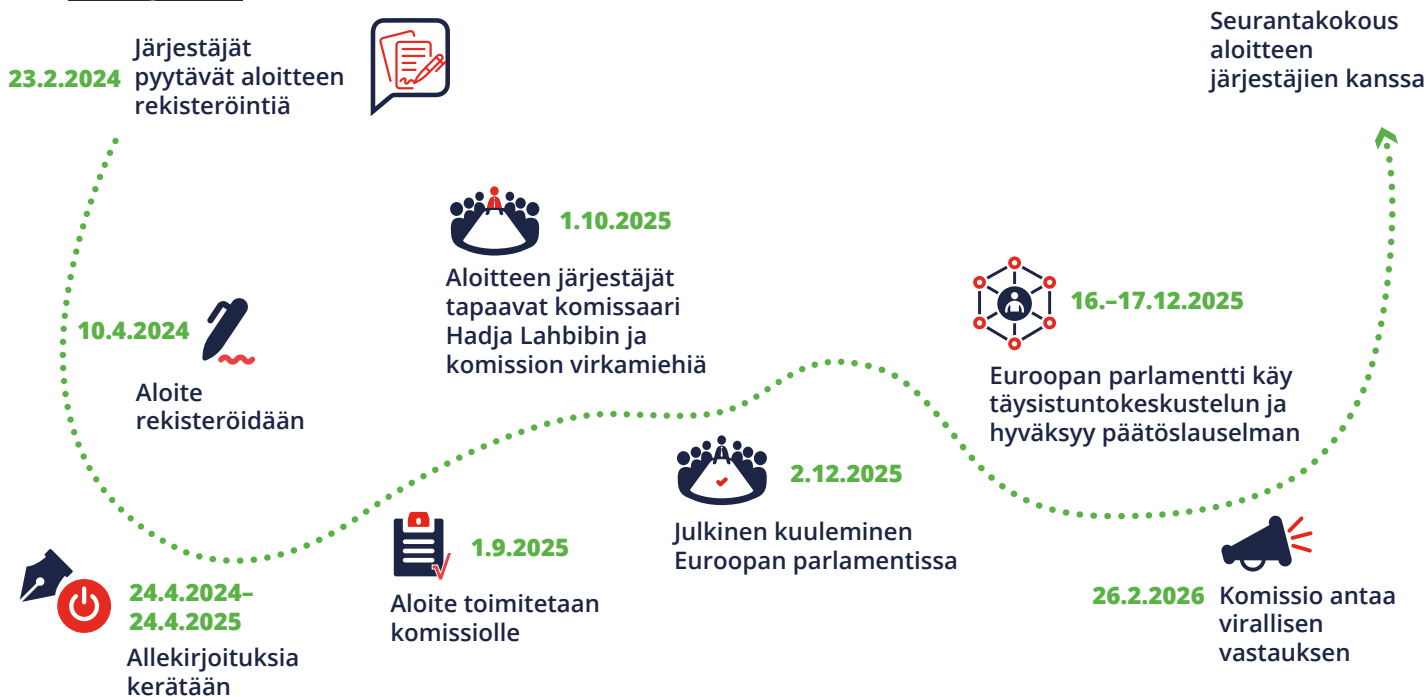 23.2.2024
Järjestäjät
pyytävät aloitteen
rekisteröintiä
10.4.2024
Aloite
rekisteröidään
24.4.2024–
24.4.2025
Allekirjoituksia
kerätään
1.9.2025
Aloite toimitetaan
komissiolle
1.10.2025
Aloitteen järjestäjät
tapaavat komissaari
Hadja Lahbibin ja
komission virkamiehiä
2.12.2025
Julkinen kuuleminen
Euroopan parlamentissa
16.–17.12.2025
Euroopan parlamentti käy
täysistuntokeskustelun ja
hyväksyy päätöslauselman
26.2.2026
Komissio antaa
virallisen
vastauksen
Seurantakokous
aloitteen
järjestäjien kanssa